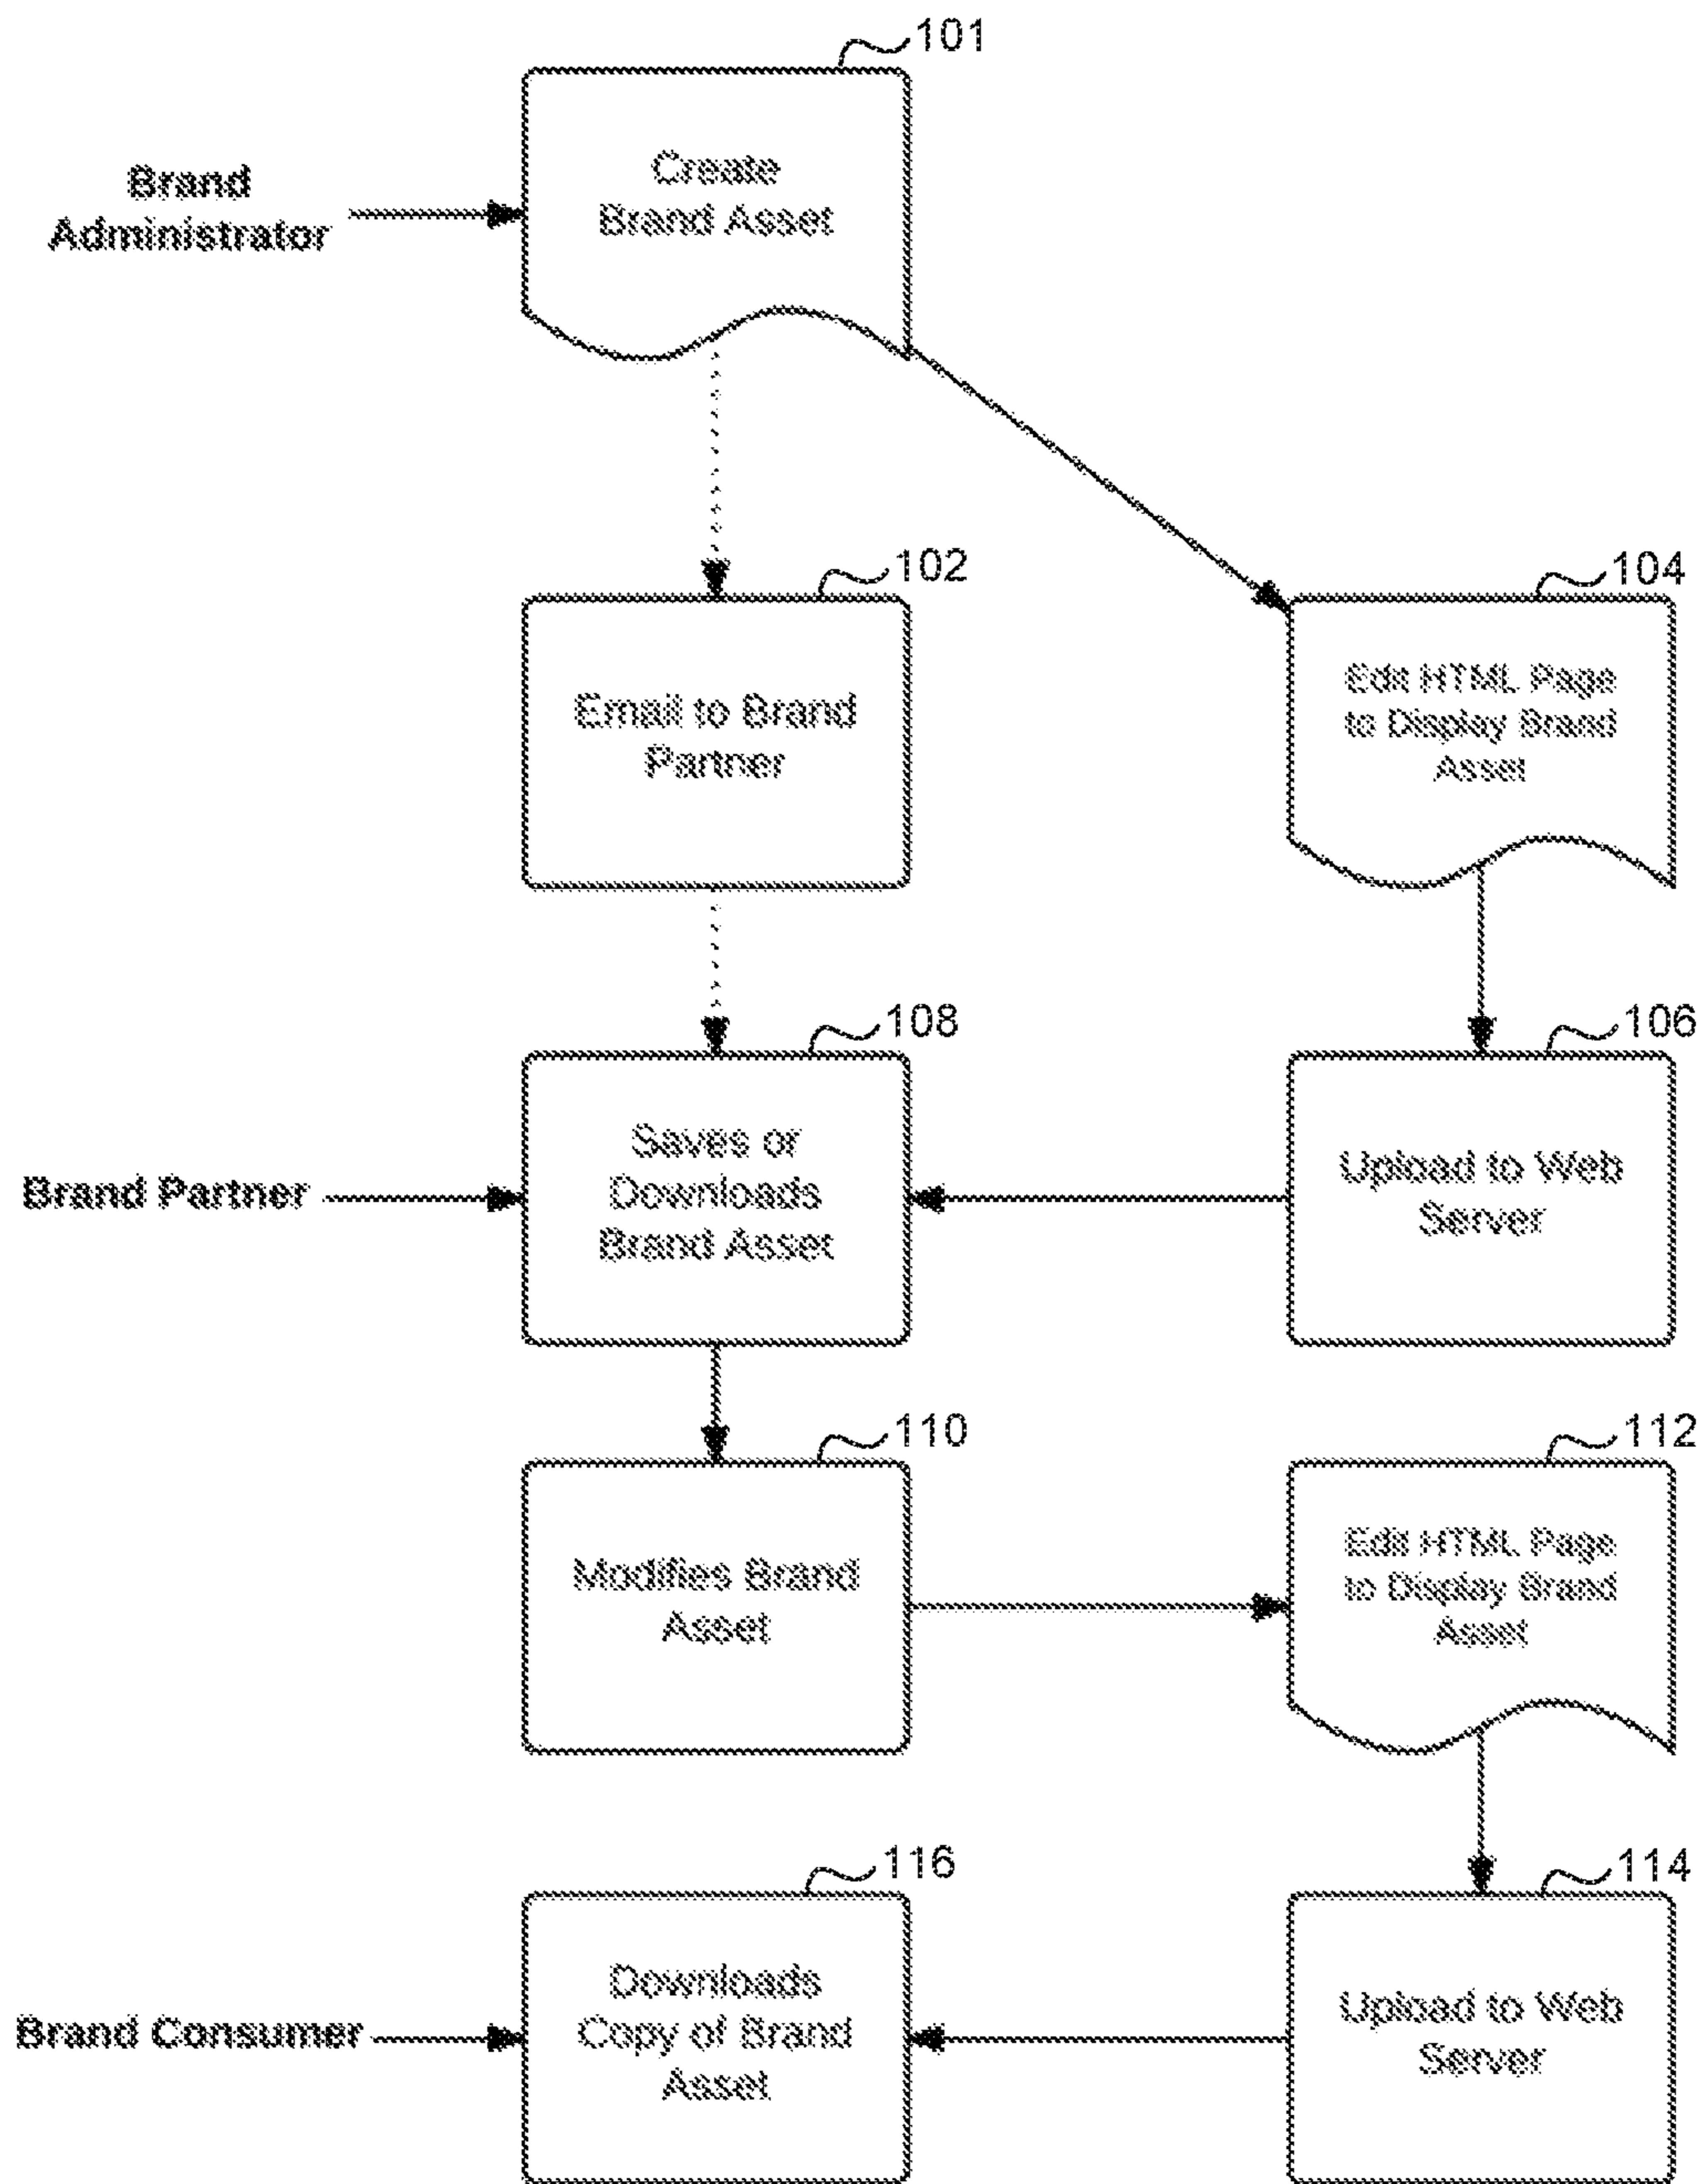 101
Create
Brand Asset
Brand
Administrator
102
Email to Brand
Partner
104
Edit HTML Page
to Display Brand
Asset
108
Saves or
Downloads
Brand Asset
Brand Partner
106
Upload to Web
Server
110
Modifies Brand
Asset
112
Edit HTML Page
to Display Brand
Asset
116
Downloads
Copy of Brand
Asset
Brand Consumer
114
Upload to Web
Server